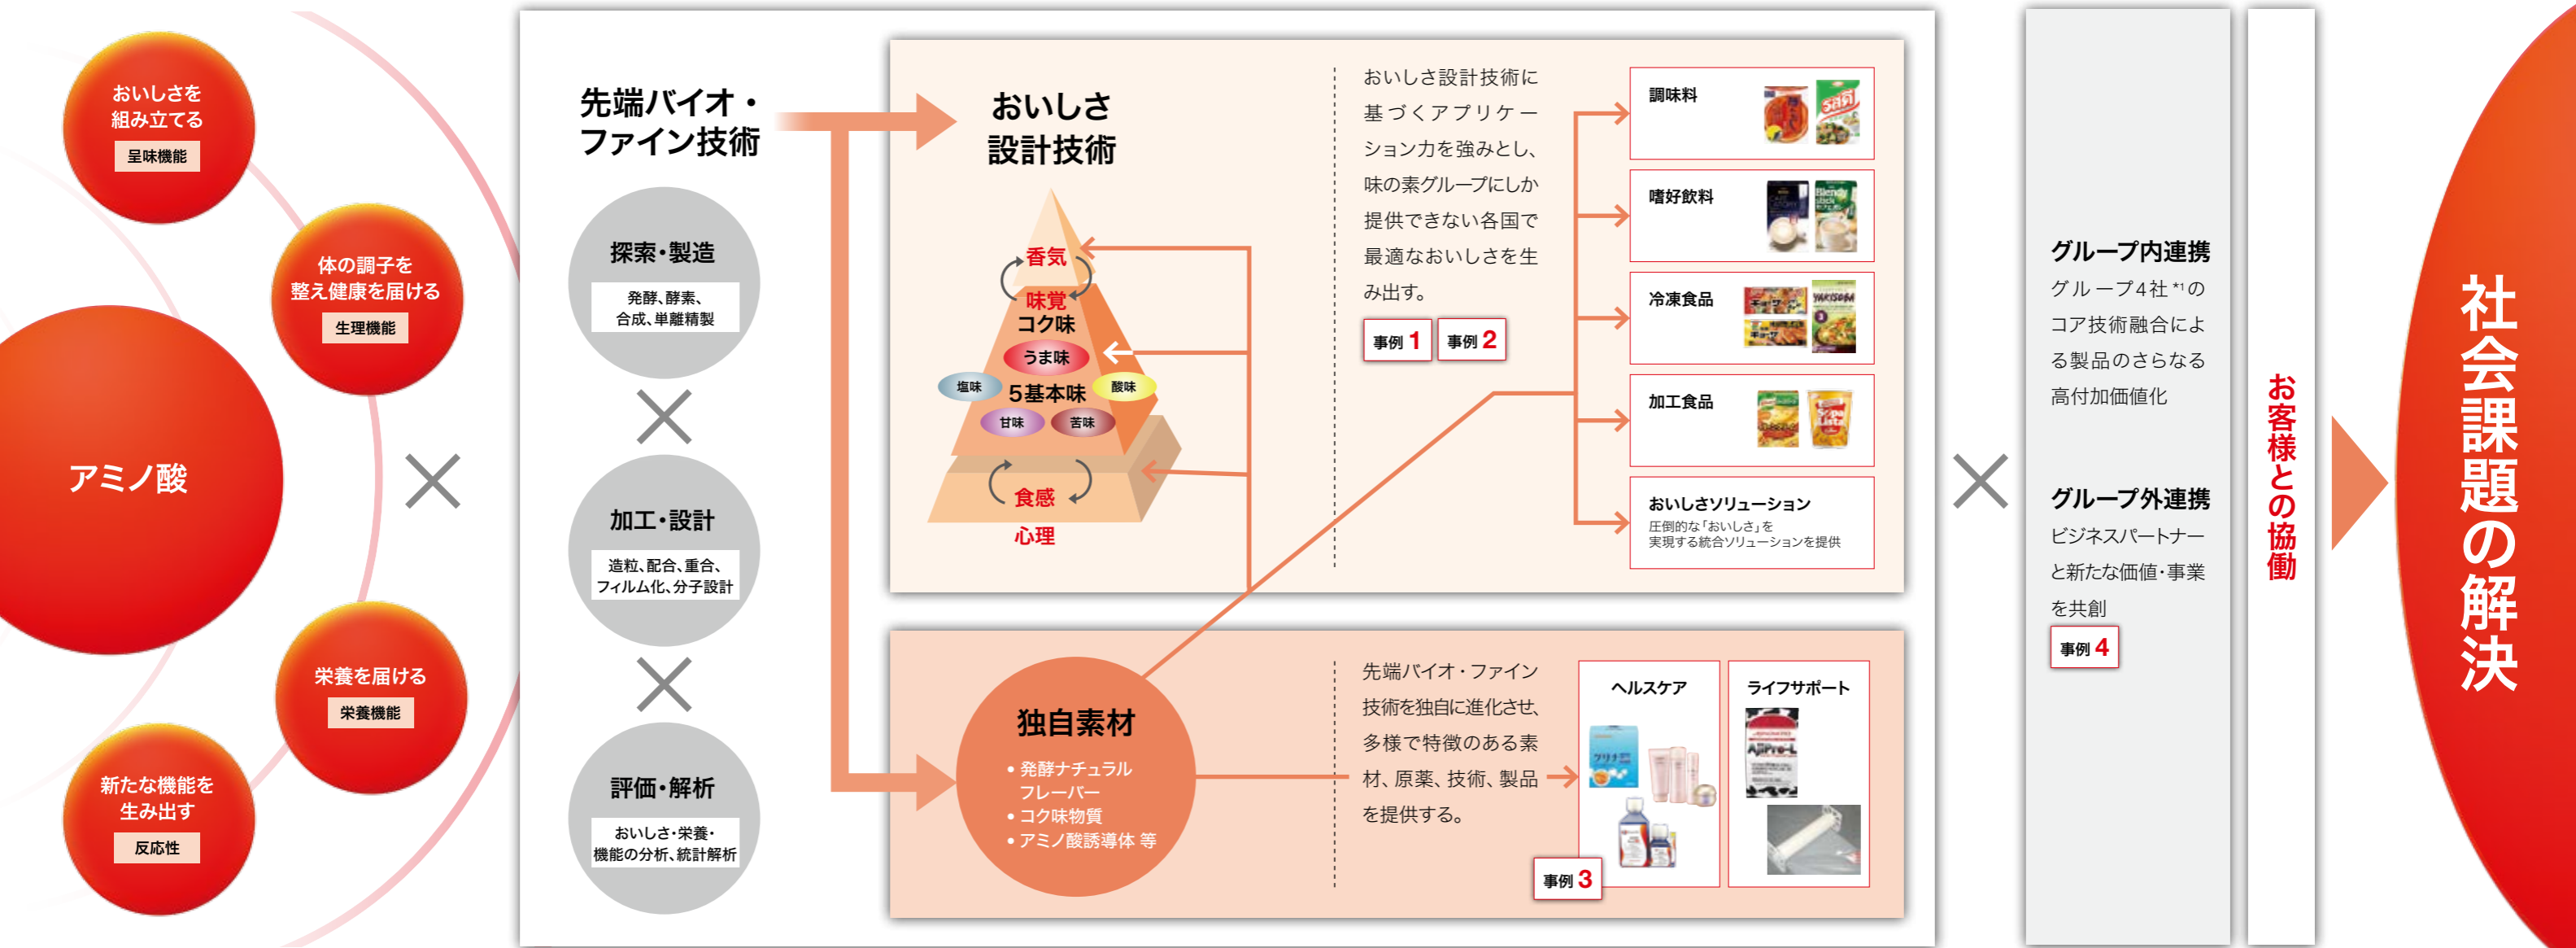 おいしさを
組み立てる
呈味機能
体の調子を
整え健康を届ける
生理機能
アミノ酸
栄養を届ける
栄養機能
新たな機能を
生み出す
反応性
×
先端バイオ・
ファイン技術
探索・製造
発酵、酵素、
合成、単離精製
×
加工・設計
造粒、配合、重合、
フィルム化、分子設計
×
評価・解析
おいしさ・栄養・
機能の分析、統計解析
おいしさ
設計技術
香気
味覚
コク味
うま味
塩味
5基本味
酸味
甘味
苦味
食感
心理
おいしさ設計技術に
基づくアプリケー
ション力を強みとし、
味の素グループにしか
提供できない各国で
最適なおいしさを生
み出す。
事例 1
事例 2
調味料
รสดี
嗜好飲料
Blendy
stick
冷凍食品
ギョーザ
YAKISOBA
加工食品
Knorr
おいしさソリューション
圧倒的な「おいしさ」を
実現する統合ソリューションを提供
独自素材
• 発酵ナチュラル
フレーバー
• コク味物質
• アミノ酸誘導体 等
先端バイオ・ファイン
技術を独自に進化させ、
多様で特徴のある素
材、原薬、技術、製品
を提供する。
事例 3
ヘルスケア
グリナ
ライフサポート
AJINOMOTO
AjiPro-L
×
グループ内連携
グループ4社*1の
コア技術融合によ
る製品のさらなる
高付加価値化
グループ外連携
ビジネスパートナー
と新たな価値・事業
を共創
事例 4
お客様との協働
社会課題の解決